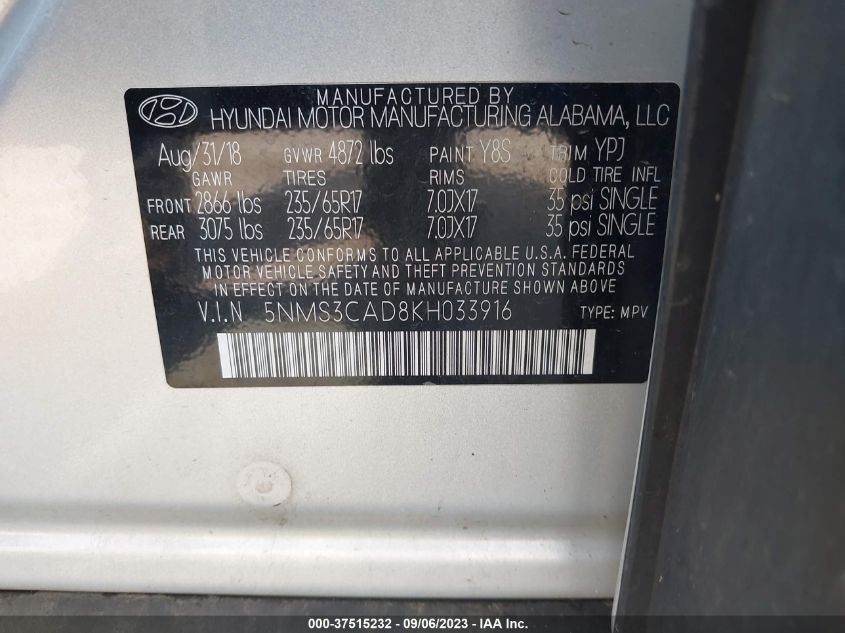 MANUFACTURED BY
HYUNDAI MOTOR MANUFACTURING ALABAMA, LLC
Aug/31/18 GVWR 4872 lbs PAINT Y8S TRIM YPJ
GAWR TIRES RIMS COLD TIRE INFL
FRONT 2866 lbs 235/65R17 7.0JX17 35 psi SINGLE
REAR 3075 lbs 235/65R17 7.0JX17 35 psi SINGLE
THIS VEHICLE CONFORMS TO ALL APPLICABLE U.S.A. FEDERAL
MOTOR VEHICLE SAFETY AND THEFT PREVENTION STANDARDS
IN EFFECT ON THE DATE OF MANUFACTURE SHOWN ABOVE.
V.I.N 5NMS3CAD8KH033916 TYPE: MPV
000-37515232 - 09/06/2023 - IAA Inc.